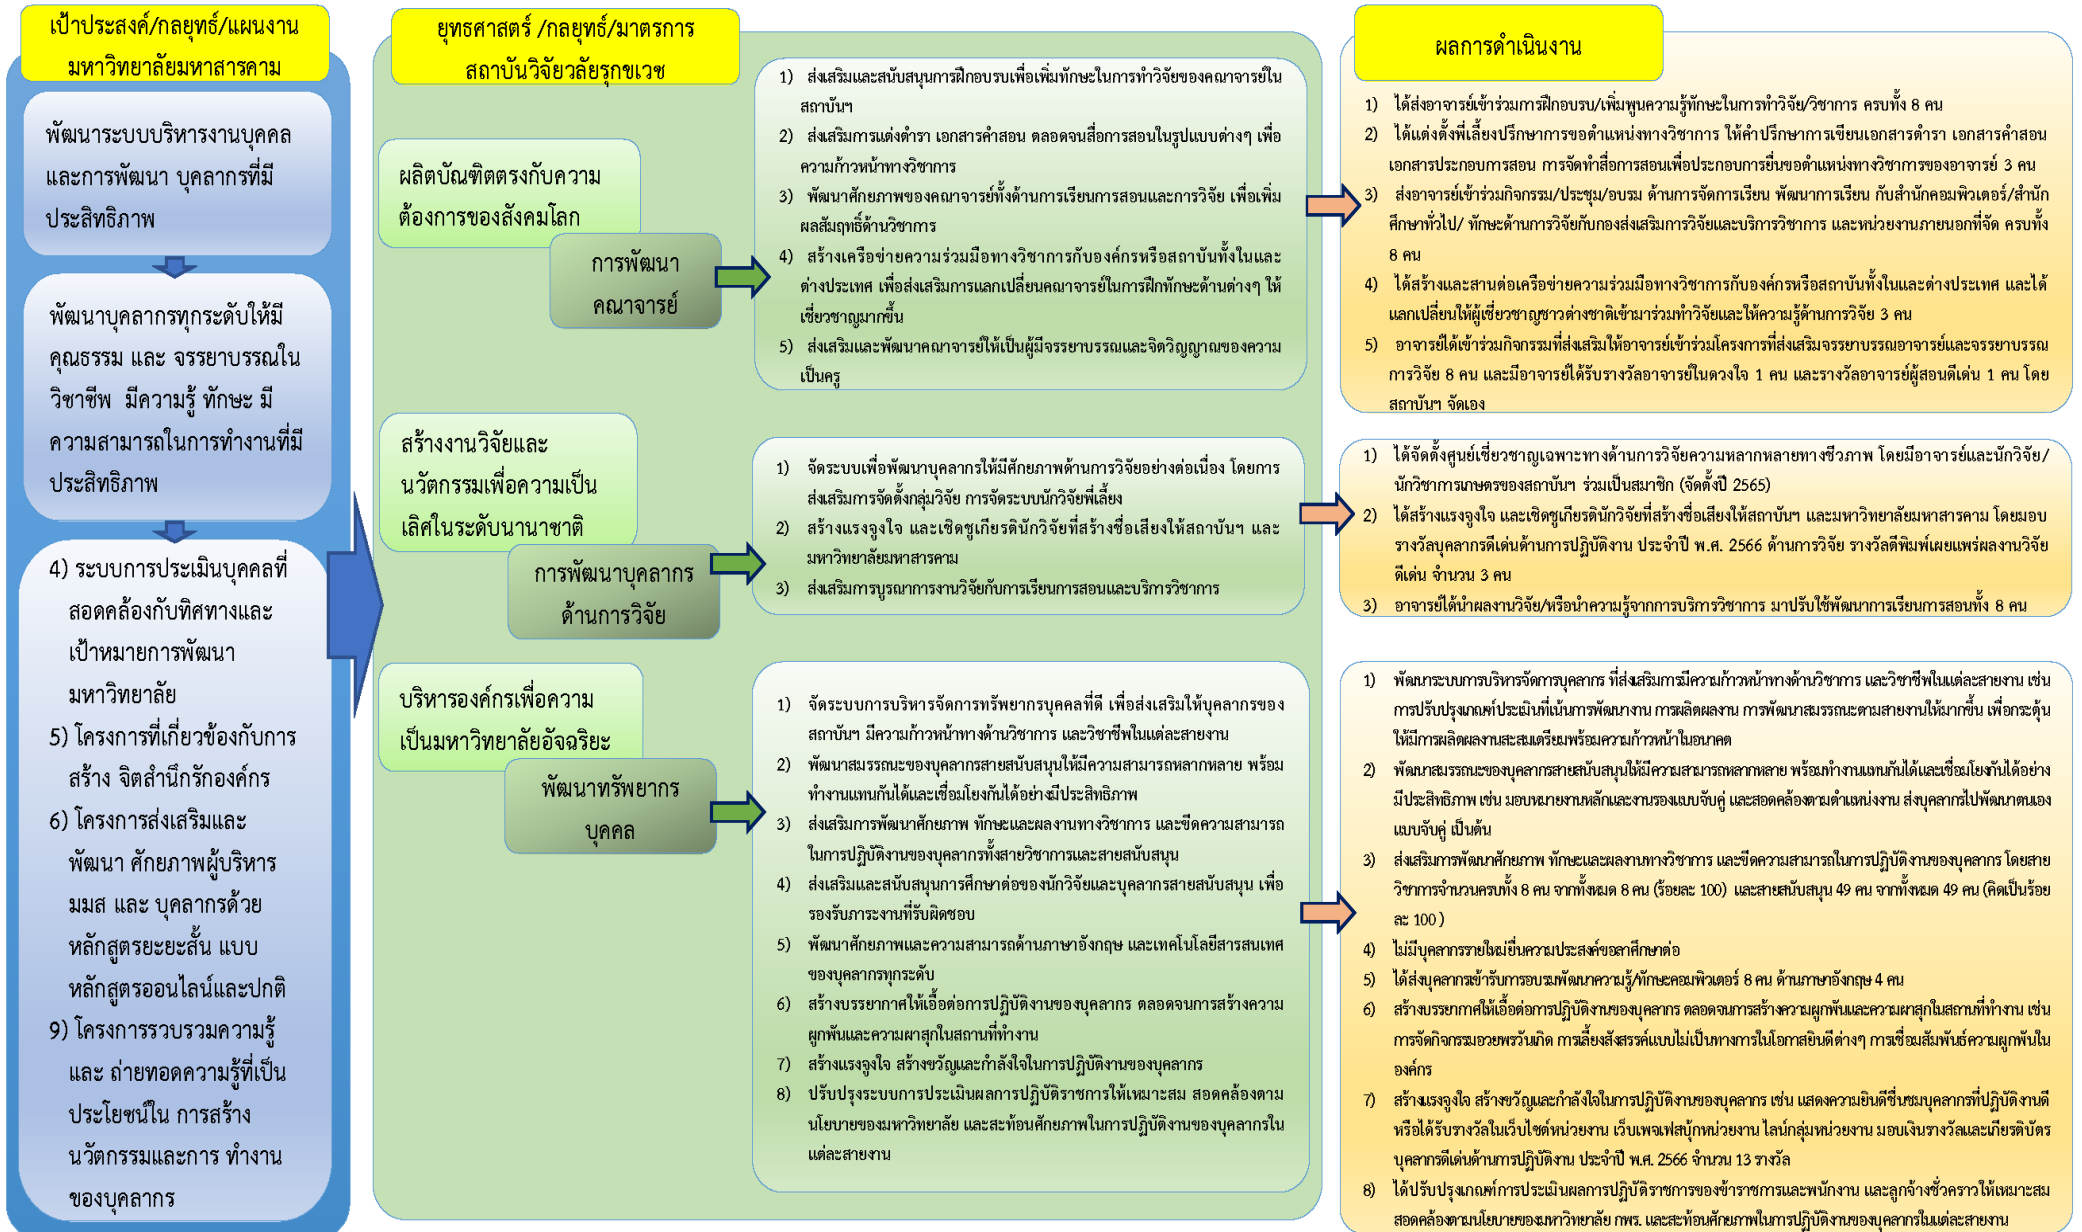 เป้าประสงค์/กลยุทธ์/แผนงาน
มหาวิทยาลัยมหาสารคาม
พัฒนาระบบบริหารงานบุคคล
และการพัฒนา บุคลากรที่มี
ประสิทธิภาพ
พัฒนาบุคลากรทุกระดับให้มี
คุณธรรม และ จรรยาบรรณใน
วิชาชีพ มีความรู้ ทักษะ มี
ความสามารถในการทำงานที่มี
ประสิทธิภาพ
4) ระบบการประเมินบุคคลที่
สอดคล้องกับทิศทางและ
เป้าหมายการพัฒนา
มหาวิทยาลัย
5) โครงการที่เกี่ยวข้องกับการ
สร้าง จิตสำนึกรักองค์กร
6) โครงการส่งเสริมและ
พัฒนา ศักยภาพผู้บริหาร
มมส และ บุคลากรด้วย
หลักสูตรยะยะสั้น แบบ
หลักสูตรออนไลน์และปกติ
9) โครงการรวบรวมความรู้
และ ถ่ายทอดความรู้ที่เป็น
ประโยชน์ใน การสร้าง
นวัตกรรมและการ ทำงาน
ของบุคลากร
ยุทธศาสตร์ /กลยุทธ์/มาตรการ
สถาบันวิจัยวลัยรุกขเวช
ผลิตบัณฑิตตรงกับความ
ต้องการของสังคมโลก
การพัฒนา
คณาจารย์
1) ส่งเสริมและสนับสนุนการฝึกอบรบเพื่อเพิ่มทักษะในการทำวิจัยของคณาจารย์ใน
สถาบันฯ
2) ส่งเสริมการแต่งตำรา เอกสารคำสอน ตลอดจนสื่อการสอนในรูปแบบต่างๆ เพื่อ
ความก้าวหน้าทางวิชาการ
3) พัฒนาศักยภาพของคณาจารย์ทั้งด้านการเรียนการสอนและการวิจัย เพื่อเพิ่ม
ผลสัมฤทธิ์ด้านวิชาการ
4) สร้างเครือข่ายความร่วมมือทางวิชาการกับองค์กรหรือสถาบันทั้งในและ
ต่างประเทศ เพื่อส่งเสริมการแลกเปลี่ยนคณาจารย์ในการฝึกทักษะด้านต่างๆ ให้
เชี่ยวชาญมากขึ้น
5) ส่งเสริมและพัฒนาคณาจารย์ให้เป็นผู้มีจรรยาบรรณและจิตวิญญาณของความ
เป็นครู
สร้างงานวิจัยและ
นวัตกรรมเพื่อความเป็น
เลิศในระดับนานาชาติ
การพัฒนาบุคลากร
ด้านการวิจัย
1) จัดระบบเพื่อพัฒนาบุคลากรให้มีศักยภาพด้านการวิจัยอย่างต่อเนื่อง โดยการ
ส่งเสริมการจัดตั้งกลุ่มวิจัย การจัดระบบนักวิจัยพี่เลี้ยง
2) สร้างแรงจูงใจ และเชิดชูเกียรตินักวิจัยที่สร้างชื่อเสียงให้สถาบันฯ และ
มหาวิทยาลัยมหาสารคาม
3) ส่งเสริมการบูรณาการงานวิจัยกับการเรียนการสอนและบริการวิชาการ
บริหารองค์กรเพื่อความ
เป็นมหาวิทยาลัยอัจฉริยะ
พัฒนาทรัพยากร
บุคคล
1) จัดระบบการบริหารจัดการทรัพยากรบุคคลที่ดี เพื่อส่งเสริมให้บุคลากรของ
สถาบันฯ มีความก้าวหน้าทางด้านวิชาการ และวิชาชีพในแต่ละสายงาน
2) พัฒนาสมรรถนะของบุคลากรสายสนับสนุนให้มีความสามารถหลากหลาย พร้อม
ทำงานแทนกันได้และเชื่อมโยงกันได้อย่างมีประสิทธิภาพ
3) ส่งเสริมการพัฒนาศักยภาพ ทักษะและผลงานทางวิชาการ และขีดความสามารถ
ในการปฏิบัติงานของบุคลากรทั้งสายวิชาการและสายสนับสนุน
4) ส่งเสริมและสนับสนุนการศึกษาต่อของนักวิจัยและบุคลากรสายสนับสนุน เพื่อ
รองรับภาระงานที่รับผิดชอบ
5) พัฒนาศักยภาพและความสามารถด้านภาษาอังกฤษ และเทคโนโลยีสารสนเทศ
ของบุคลากรทุกระดับ
6) สร้างบรรยากาศให้เอื้อต่อการปฏิบัติงานของบุคลากร ตลอดจนการสร้างความ
ผูกพันและความผาสุกในสถานที่ทำงาน
7) สร้างแรงจูงใจ สร้างขวัญและกำลังใจในการปฏิบัติงานของบุคลากร
8) ปรับปรุงระบบการประเมินผลการปฏิบัติราชการให้เหมาะสม สอดคล้องตาม
นโยบายของมหาวิทยาลัย และสะท้อนศักยภาพในการปฏิบัติงานของบุคลากรใน
แต่ละสายงาน
ผลการดำเนินงาน
1) ได้ส่งอาจารย์เข้าร่วมการฝึกอบรบ/เพิ่มพูนความรู้ทักษะในการทำวิจัย/วิชาการ ครบทั้ง 8 คน
2) ได้แต่งตั้งพี่เลี้ยงปรึกษาการขอตำแหน่งทางวิชาการ ให้คำปรึกษาการเขียนเอกสารตำรา เอกสารคำสอน
เอกสารประกอบการสอน การจัดทำสื่อการสอนเพื่อประกอบการยื่นขอตำแหน่งทางวิชาการของอาจารย์ 3 คน
3) ส่งอาจารย์เข้าร่วมกิจกรรม/ประชุม/อบรม ด้านการจัดการเรียน พัฒนาการเรียน กับสำนักคอมพิวเตอร์/สำนัก
ศึกษาทั่วไป/ ทักษะด้านการวิจัยกับกองส่งเสริมการวิจัยและบริการวิชาการ และหน่วยงานภายนอกที่จัด ครบทั้ง
8 คน
4) ได้สร้างและสานต่อเครือข่ายความร่วมมือทางวิชาการกับองค์กรหรือสถาบันทั้งในและต่างประเทศ และได้
แลกเปลี่ยนให้ผู้เชี่ยวชาญชาวต่างชาติเข้ามาร่วมทำวิจัยและให้ความรู้ด้านการวิจัย 3 คน
5) อาจารย์ได้เข้าร่วมกิจกรรมที่ส่งเสริมให้อาจารย์เข้าร่วมโครงการที่ส่งเสริมจรรยาบรรณอาจารย์และจรรยาบรรณ
การวิจัย 8 คน และมีอาจารย์ได้รับรางวัลอาจารย์ในดวงใจ 1 คน และรางวัลอาจารย์ผู้สอนดีเด่น 1 คน โดย
สถาบันฯ จัดเอง
1) ได้จัดตั้งศูนย์เชี่ยวชาญเฉพาะทางด้านการวิจัยความหลากหลายทางชีวภาพ โดยมีอาจารย์และนักวิจัย/
นักวิชาการเกษตรของสถาบันฯ ร่วมเป็นสมาชิก (จัดตั้งปี 2565)
2) ได้สร้างแรงจูงใจ และเชิดชูเกียรตินักวิจัยที่สร้างชื่อเสียงให้สถาบันฯ และมหาวิทยาลัยมหาสารคาม โดยมอบ
รางวัลบุคลากรดีเด่นด้านการปฏิบัติงาน ประจำปี พ.ศ. 2566 ด้านการวิจัย รางวัลตีพิมพ์เผยแพร่ผลงานวิจัย
ดีเด่น จำนวน 3 คน
3) อาจารย์ได้นำผลงานวิจัย/หรือนำความรู้จากการบริการวิชาการ มาปรับใช้พัฒนาการเรียนการสอนทั้ง 8 คน
1) พัฒนาระบบการบริหารจัดการบุคลากร ที่ส่งเสริมการมีความก้าวหน้าทางด้านวิชาการ และวิชาชีพในแต่ละสายงาน เช่น
การปรับปรุงเกณฑ์ประเมินที่เน้นการพัฒนางาน การผลิตผลงาน การพัฒนาสมรรถนะตามสายงานให้มากขึ้น เพื่อกระตุ้น
ให้มีการผลิตผลงานสะสมเตรียมพร้อมความก้าวหน้าในอนาคต
2) พัฒนาสมรรถนะของบุคลากรสายสนับสนุนให้มีความสามารถหลากหลาย พร้อมทำงานแทนกันได้และเชื่อมโยงกันได้อย่าง
มีประสิทธิภาพ เช่น มอบหมายงานหลักและงานรองแบบจับคู่ และสอดคล้องตามตำแหน่งงาน ส่งบุคลากรไปพัฒนาตนเอง
แบบจับคู่ เป็นต้น
3) ส่งเสริมการพัฒนาศักยภาพ ทักษะและผลงานทางวิชาการ และขีดความสามารถในการปฏิบัติงานของบุคลากร โดยสาย
วิชาการจำนวนครบทั้ง 8 คน จากทั้งหมด 8 คน (ร้อยละ 100) และสายสนับสนุน 49 คน จากทั้งหมด 49 คน (คิดเป็นร้อย
ละ 100 )
4) ไม่มีบุคลากรรายใหม่ยื่นความประสงค์ขอลาศึกษาต่อ
5) ได้ส่งบุคลากรเข้ารับการอบรมพัฒนาความรู้/ทักษะคอมพิวเตอร์ 8 คน ด้านภาษาอังกฤษ 4 คน
6) สร้างบรรยากาศให้เอื้อต่อการปฏิบัติงานของบุคลากร ตลอดจนการสร้างความผูกพันและความผาสุกในสถานที่ทำงาน เช่น
การจัดกิจกรรมอวยพรวันเกิด การเลี้ยงสังสรรค์แบบไม่เป็นทางการในโอกาสยินดีต่างๆ การเชื่อมสัมพันธ์ความผูกพันใน
องค์กร
7) สร้างแรงจูงใจ สร้างขวัญและกำลังใจในการปฏิบัติงานของบุคลากร เช่น แสดงความยินดีชื่นชมบุคลากรที่ปฏิบัติงานดี
หรือได้รับรางวัลในเว็บไซต์หน่วยงาน เว็บเพจเฟสบุ้กหน่วยงาน ไลน์กลุ่มหน่วยงาน มอบเงินรางวัลและเกียรติบัตร
บุคลากรดีเด่นด้านการปฏิบัติงาน ประจำปี พ.ศ. 2566 จำนวน 13 รางวัล
8) ได้ปรับปรุงเกณฑ์การประเมินผลการปฏิบัติราชการของข้าราชการและพนักงาน และลูกจ้างชั่วคราวให้เหมาะสม
สอดคล้องตามนโยบายของมหาวิทยาลัย กพร. และสะท้อนศักยภาพในการปฏิบัติงานของบุคลากรในแต่ละสายงาน